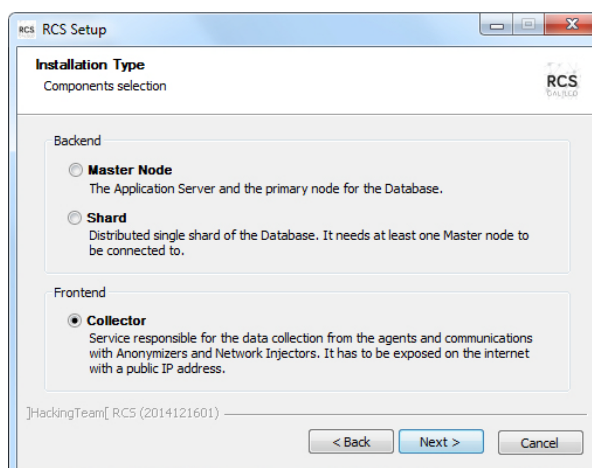 RCS RCS Setup
Installation Type
Components selection
RCS
GALILEO
Backend
Master Node
The Application Server and the primary node for the Database.
Shard
Distributed single shard of the Database. It needs at least one Master node to
be connected to.
Frontend
Collector
Service responsible for the data collection from the agents and communications
with Anonymizers and Network Injectors. It has to be exposed on the internet
with a public IP address.
]HackingTeam[ RCS (2014121601)
< Back Next > Cancel